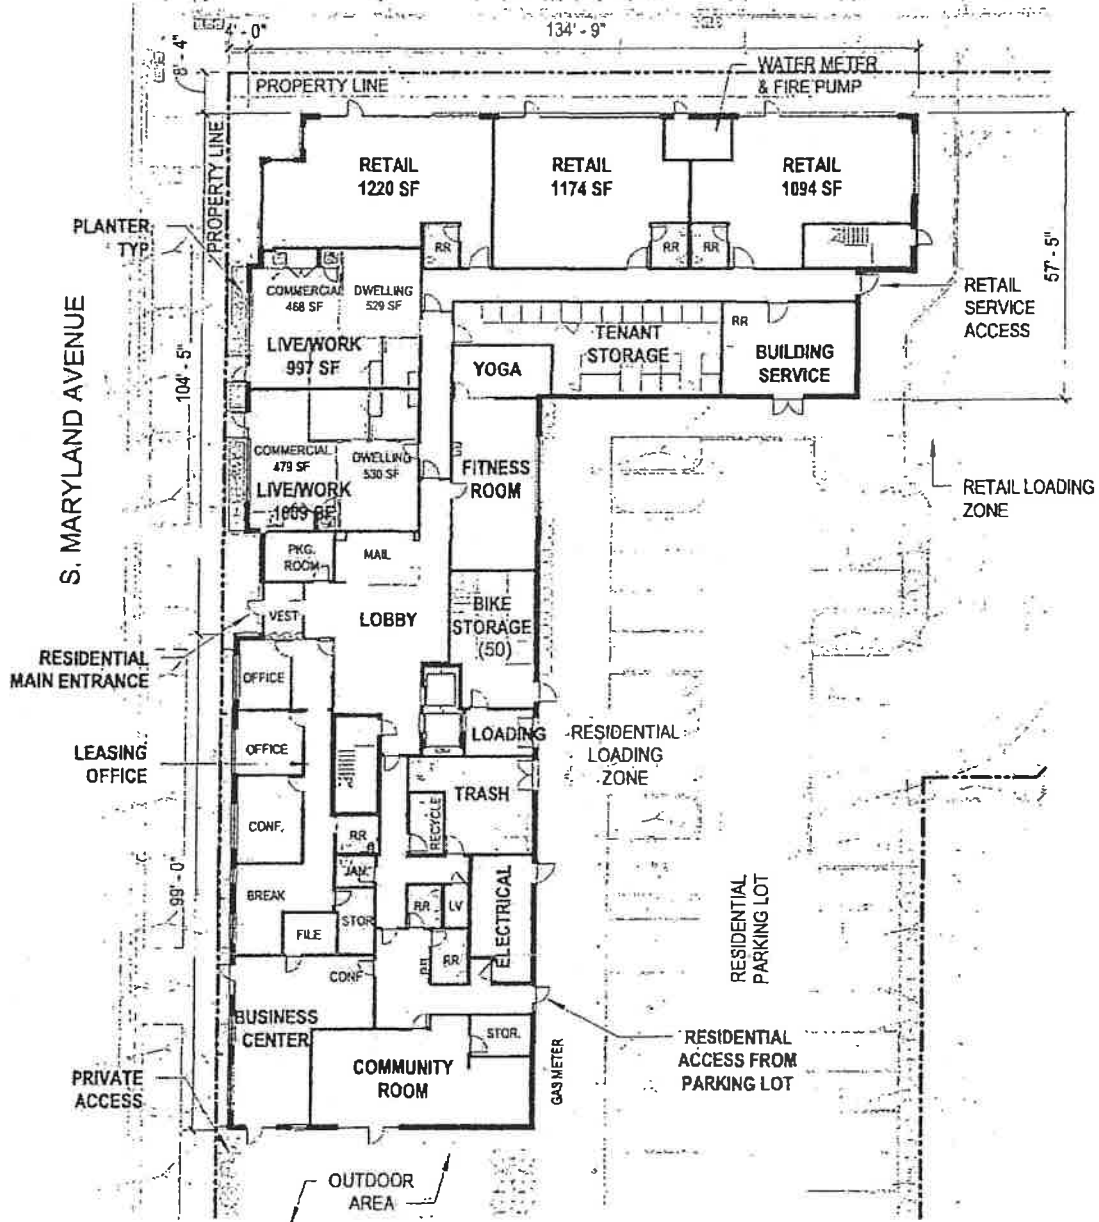 4' - 0"
134' - 9"
8' - 4"
WATER METER
& FIRE PUMP
PROPERTY LINE
PROPERTY LINE
RETAIL
1220 SF
RETAIL
1174 SF
RETAIL
1094 SF
PLANTER
TYP
RR
RR
RR
57' - 5"
COMMERCIAL
468 SF
DWELLING
529 SF
LIVE/WORK
997 SF
RETAIL
SERVICE
ACCESS
RR
TENANT
STORAGE
BUILDING
SERVICE
YOGA
S. MARYLAND AVENUE
104' - 5"
COMMERCIAL
479 SF
DWELLING
530 SF
LIVE/WORK
1009 SF
FITNESS
ROOM
RETAIL LOADING
ZONE
PKG.
ROOM
MAIL
VEST
LOBBY
BIKE
STORAGE
(50)
RESIDENTIAL
MAIN ENTRANCE
OFFICE
OFFICE
LEASING
OFFICE
LOADING
RESIDENTIAL
LOADING
ZONE
TRASH
RECYCLE
CONF.
RR
JAN.
BREAK
STOR
FILE
RR
LV
RR
ELECTRICAL
99' - 0"
RESIDENTIAL
PARKING LOT
CONF
BUSINESS
CENTER
STOR.
COMMUNITY
ROOM
GAS METER
RESIDENTIAL
ACCESS FROM
PARKING LOT
PRIVATE
ACCESS
OUTDOOR
AREA